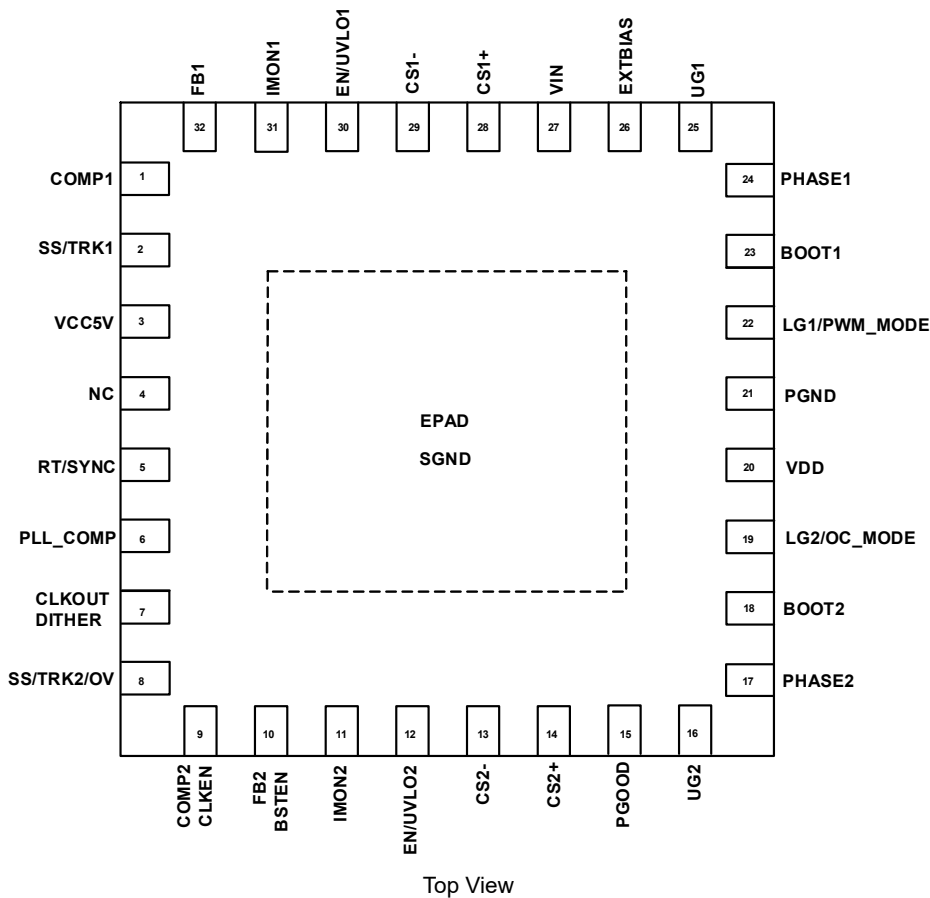 FB1
IMON1
EN/UVLO1
CS1-
CS1+
VIN
EXTBIAS
UG1
32
31
30
29
28
27
26
25
COMP1
1
SS/TRK1
2
VCC5V
3
NC
4
RT/SYNC
5
PLL_COMP
6
CLKOUT
DITHER
7
SS/TRK2/OV
8
24
PHASE1
23
BOOT1
22
LG1/PWM_MODE
21
PGND
20
VDD
19
LG2/OC_MODE
18
BOOT2
17
PHASE2
EPAD
SGND
9
10
11
12
13
14
15
16
COMP2
CLKEN
FB2
BSTEN
IMON2
EN/UVLO2
CS2-
CS2+
PGOOD
UG2
Top View